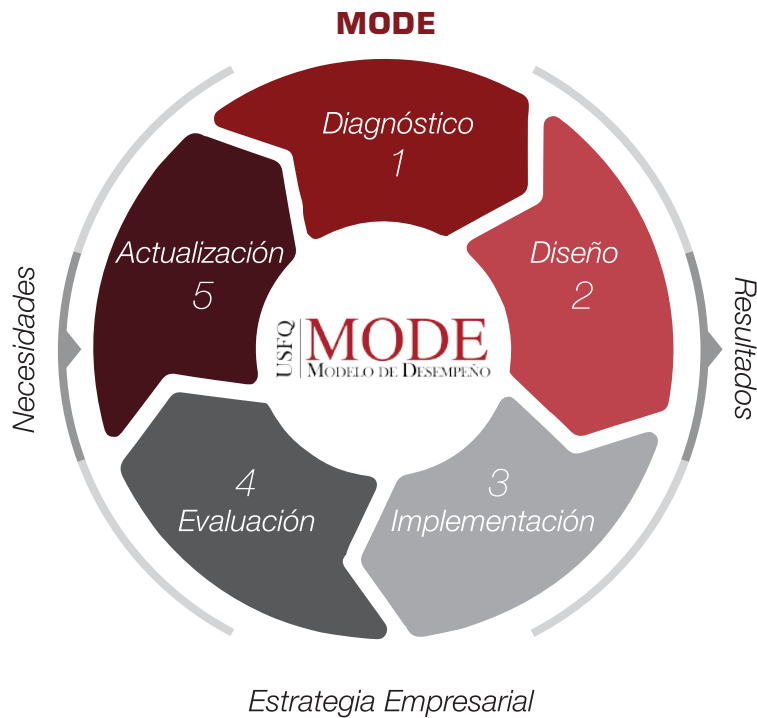 MODE
Diagnóstico
1
Diseño
2
3
Implementación
4
Evaluación
Actualización
5
USFQ
MODE
MODELO DE DESEMPEÑO
Necesidades
Resultados
Estrategia Empresarial